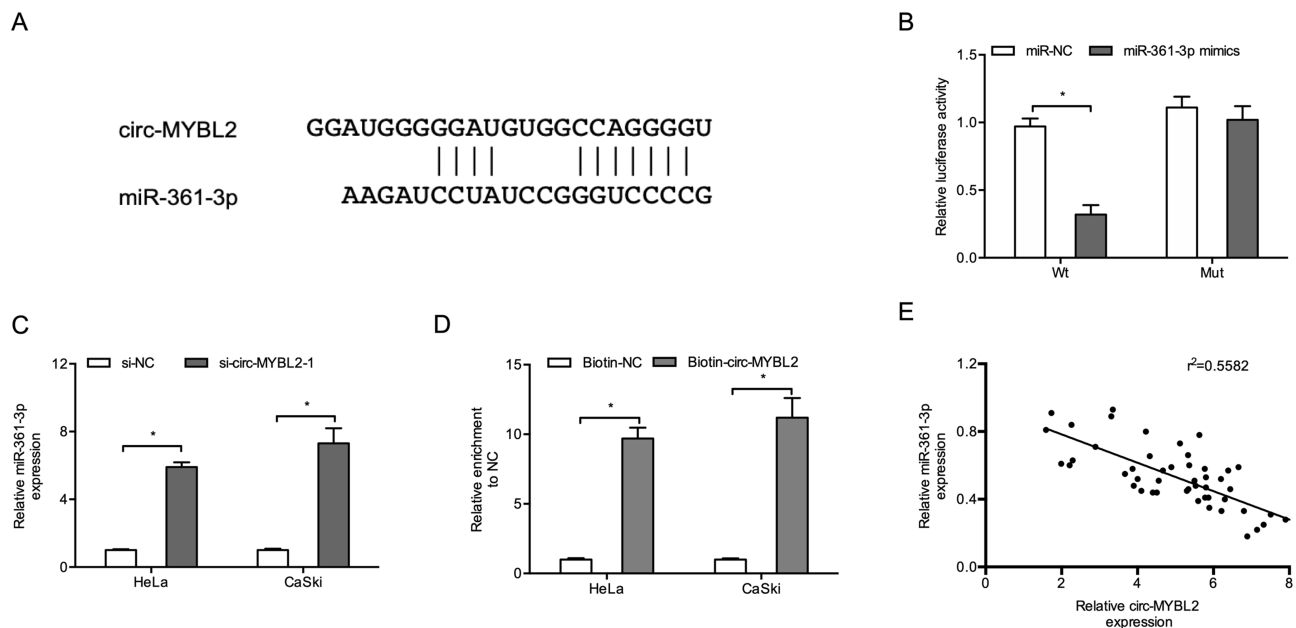 A
circ-MYBL2 GGAUGGGGGAUGUGGCCAGGGGU
miR-361-3p AAGAUCCUAUCCGGGUCCCCG
B
miR-NC miR-361-3p mimics
Relative luciferase activity
1.5
1.0
0.5
0.0
*
Wt Mut
C
si-NC si-circ-MYBL2-1
Relative miR-361-3p
expression
12
8
4
0
*
*
HeLa CaSki
D
Biotin-NC Biotin-circ-MYBL2
Relative enrichment
to NC
15
10
5
0
*
*
HeLa CaSki
E
r²=0.5582
Relative miR-361-3p
expression
1.2
0.8
0.4
0.0
0 2 4 6 8
Relative circ-MYBL2
expression